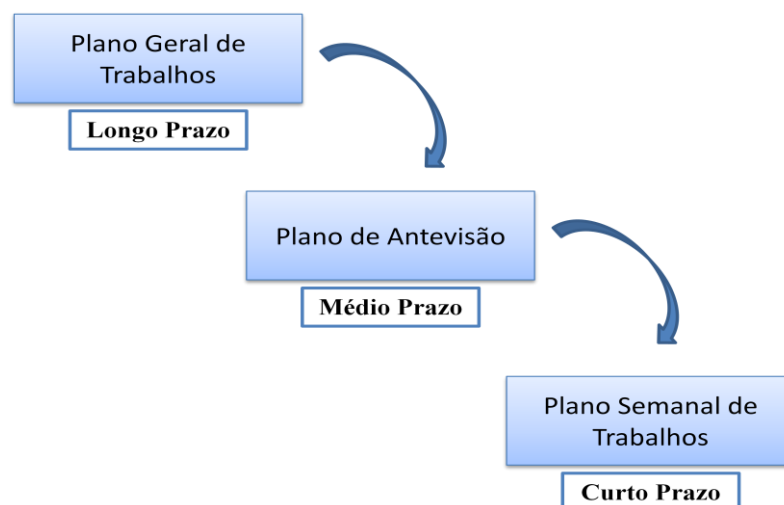 Plano Geral de
Trabalhos
Longo Prazo
Plano de Antevisão
Médio Prazo
Plano Semanal de
Trabalhos
Curto Prazo